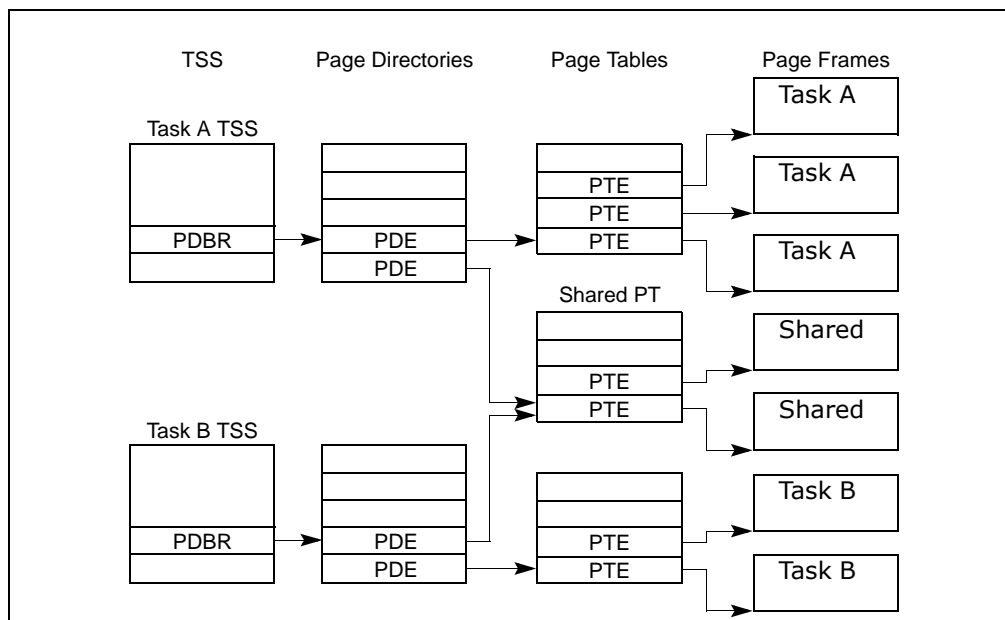 TSS Page Directories Page Tables Page Frames
Task A TSS
Task A
PTE
Task A
PTE
PDBR PDE PTE
Task A
PDE
Shared PT
Shared
PTE
PTE
Shared
Task B TSS
Task B
PDBR PDE PTE
PDE PTE
Task B